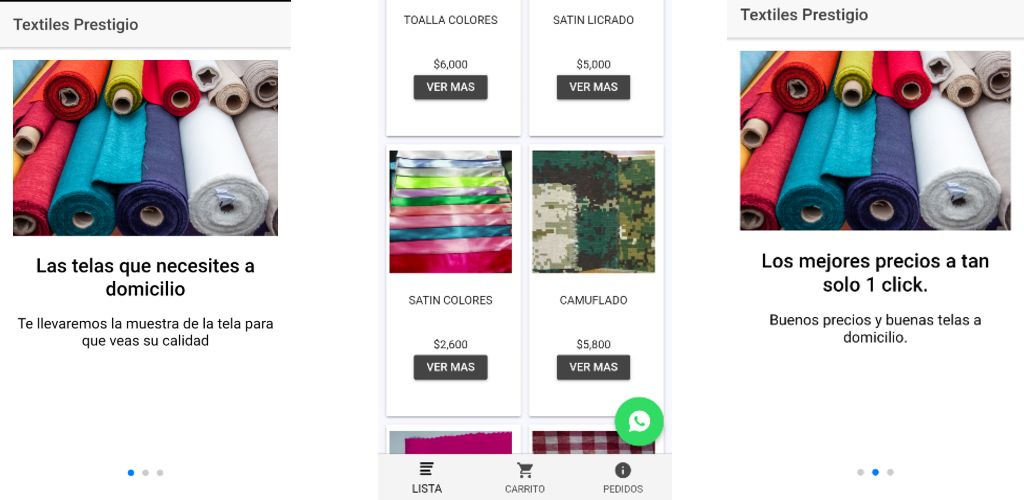 Textiles Prestigio
Las telas que necesites a
domicilio
Te llevaremos la muestra de la tela para
que veas su calidad
TOALLA COLORES
SATIN LICRADO
$6,000
$5,000
VER MAS
VER MAS
SATIN COLORES
CAMUFLADO
$2,600
$5,800
VER MAS
VER MAS
LISTA
CARRITO
PEDIDOS
Textiles Prestigio
Los mejores precios a tan
solo 1 click.
Buenos precios y buenas telas a
domicilio.